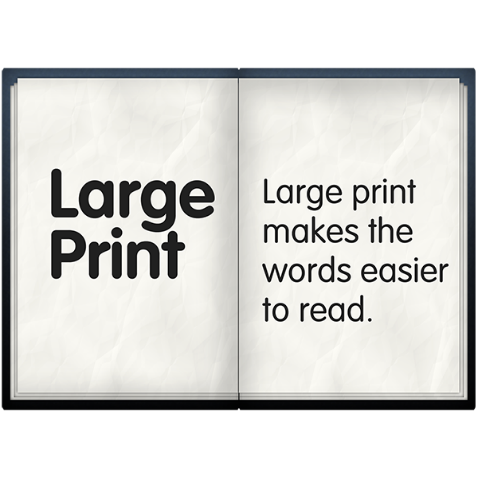 Large
Print
Large print
makes the
words easier
to read.